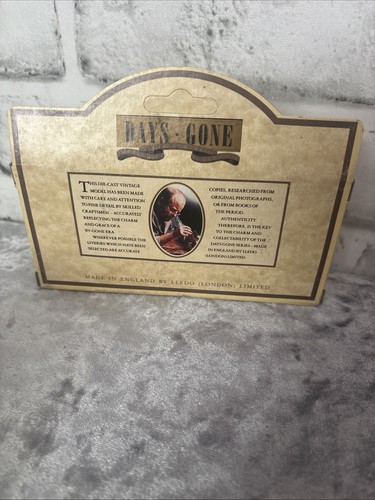 DAYS · GONE
THIS DIE-CAST VINTAGE
MODEL HAS BEEN MADE
WITH CARE AND ATTENTION
TO FINE DETAIL BY SKILLED
CRAFTSMEN - ACCURATELY
REFLECTING THE CHARM
AND GRACE OF A
BY-GONE ERA.
WHEREVER POSSIBLE THE
LIVERIES WHICH HAVE BEEN
SELECTED ARE ACCURATE
COPIES, RESEARCHED FROM
ORIGINAL PHOTOGRAPHS,
OR FROM BOOKS OF
THE PERIOD.
AUTHENTICITY
THEREFORE, IS THE KEY
TO THE CHARM AND
COLLECTABILITY OF THE
DAYS GONE SERIES - MADE
IN ENGLAND BY LLEDO
(LONDON) LIMITED.
MADE IN ENGLAND BY LLEDO (LONDON) LIMITED